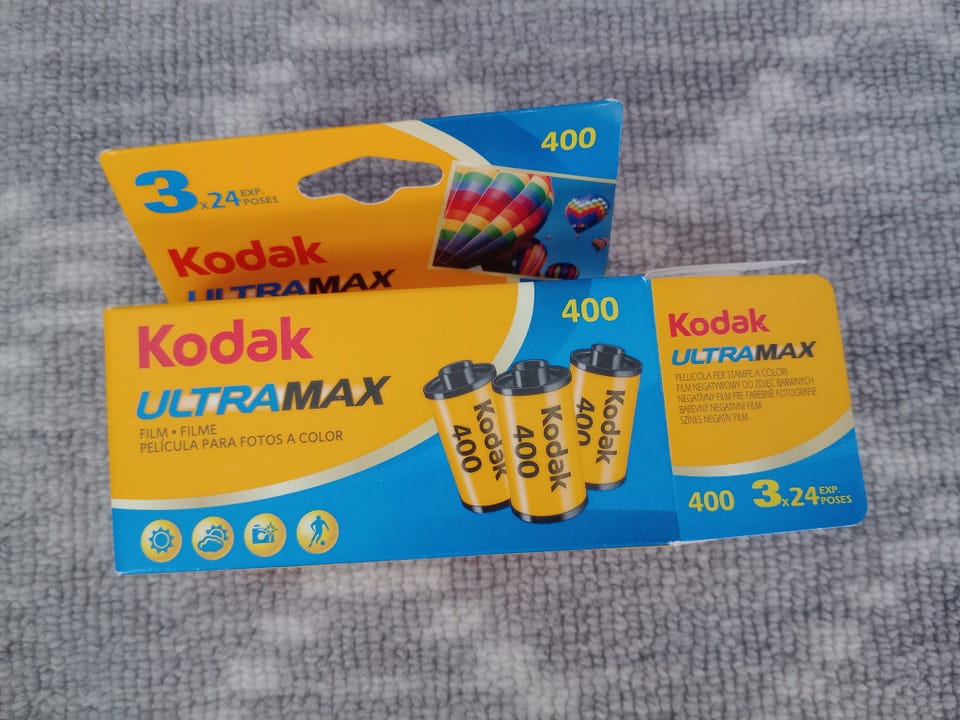 400
3 x 24 EXP. POSES
Kodak
ULTRAMAX
Kodak
400
ULTRAMAX
FILM • FILME
PELÍCULA PARA FOTOS A COLOR
Kodak
400
Kodak
400
Kodak
400
Kodak
ULTRAMAX
PELLICOLA PER STAMPE A COLORI
FILM NEGATYWOWY DO ZDJĘĆ BARWNYCH
NEGATÍVNY FILM PRE FAREBNÉ FOTOGRAFIE
BAREVNÝ NEGATIVNÍ FILM
SZÍNES NEGATÍV FILM
400 3 x 24 EXP. POSES